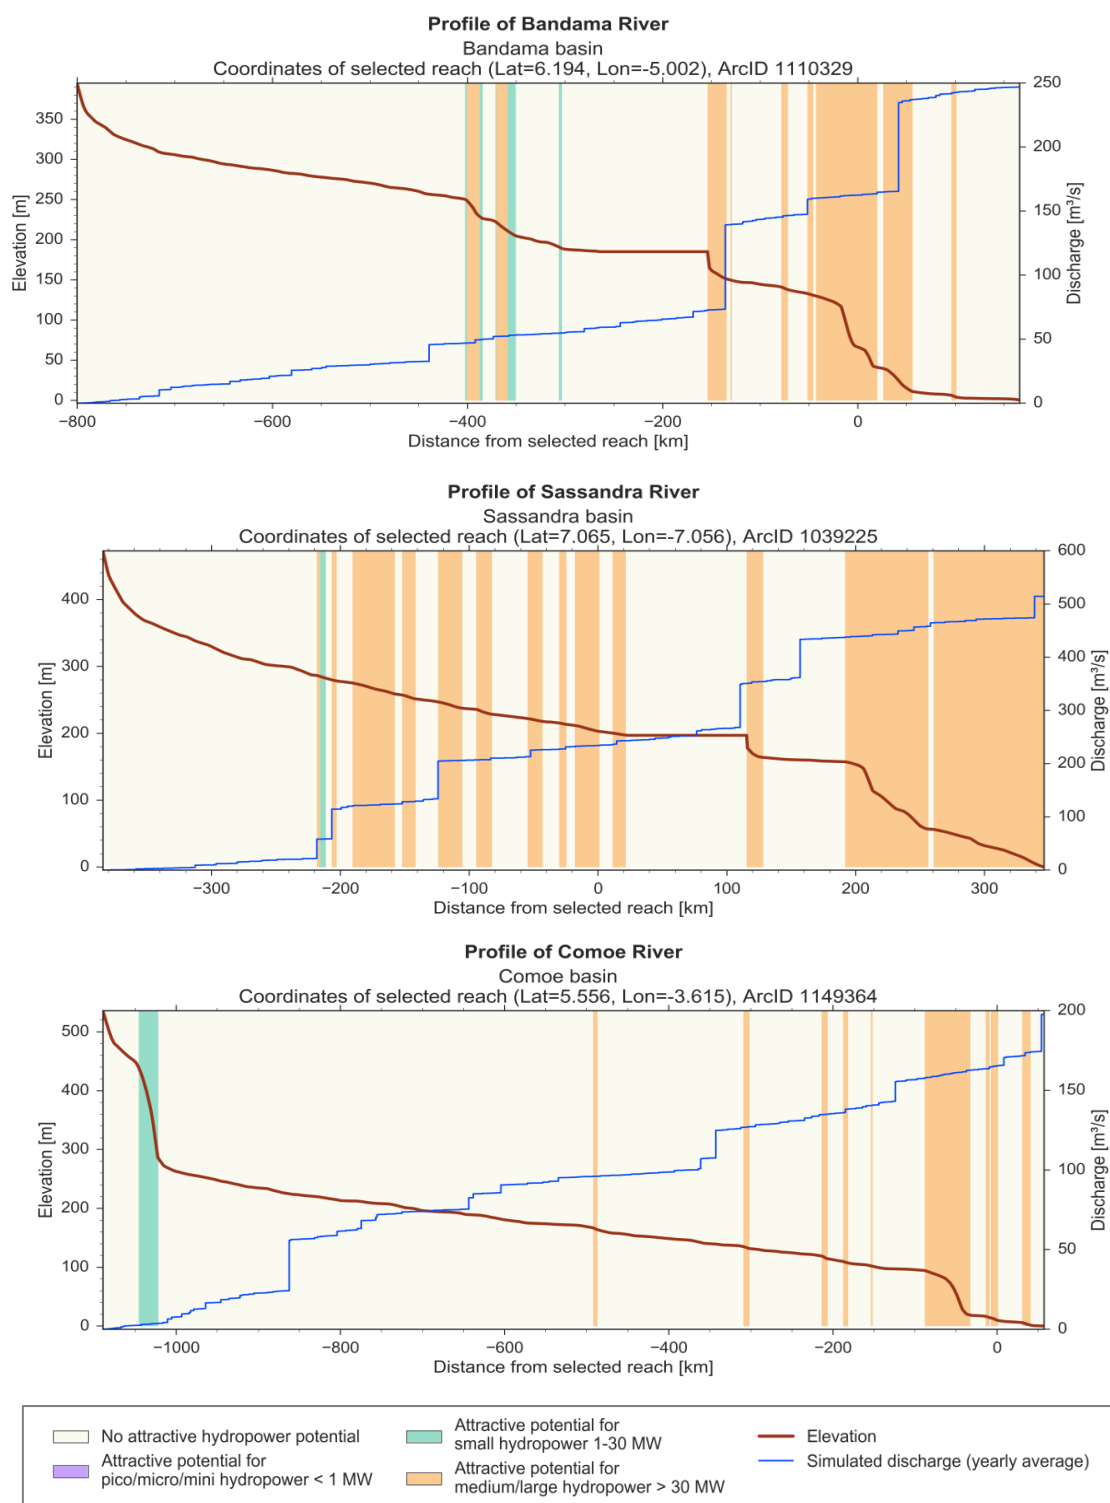 Profile of Bandama River
Bandama basin
Coordinates of selected reach (Lat=6.194, Lon=-5.002), ArcID 1110329
Elevation [m]
350
300
250
200
150
100
50
0
250
200
150
100
50
0
Discharge [m³/s]
−800 −600 −400 −200 0
Distance from selected reach [km]
Profile of Sassandra River
Sassandra basin
Coordinates of selected reach (Lat=7.065, Lon=-7.056), ArcID 1039225
Elevation [m]
400
300
200
100
0
600
500
400
300
200
100
0
Discharge [m³/s]
−300 −200 −100 0 100 200 300
Distance from selected reach [km]
Profile of Comoe River
Comoe basin
Coordinates of selected reach (Lat=5.556, Lon=-3.615), ArcID 1149364
Elevation [m]
500
400
300
200
100
0
200
150
100
50
0
Discharge [m³/s]
−1000 −800 −600 −400 −200 0
Distance from selected reach [km]
No attractive hydropower potential
Attractive potential for
pico/micro/mini hydropower < 1 MW
Attractive potential for
small hydropower 1-30 MW
Attractive potential for
medium/large hydropower > 30 MW
Elevation
Simulated discharge (yearly average)